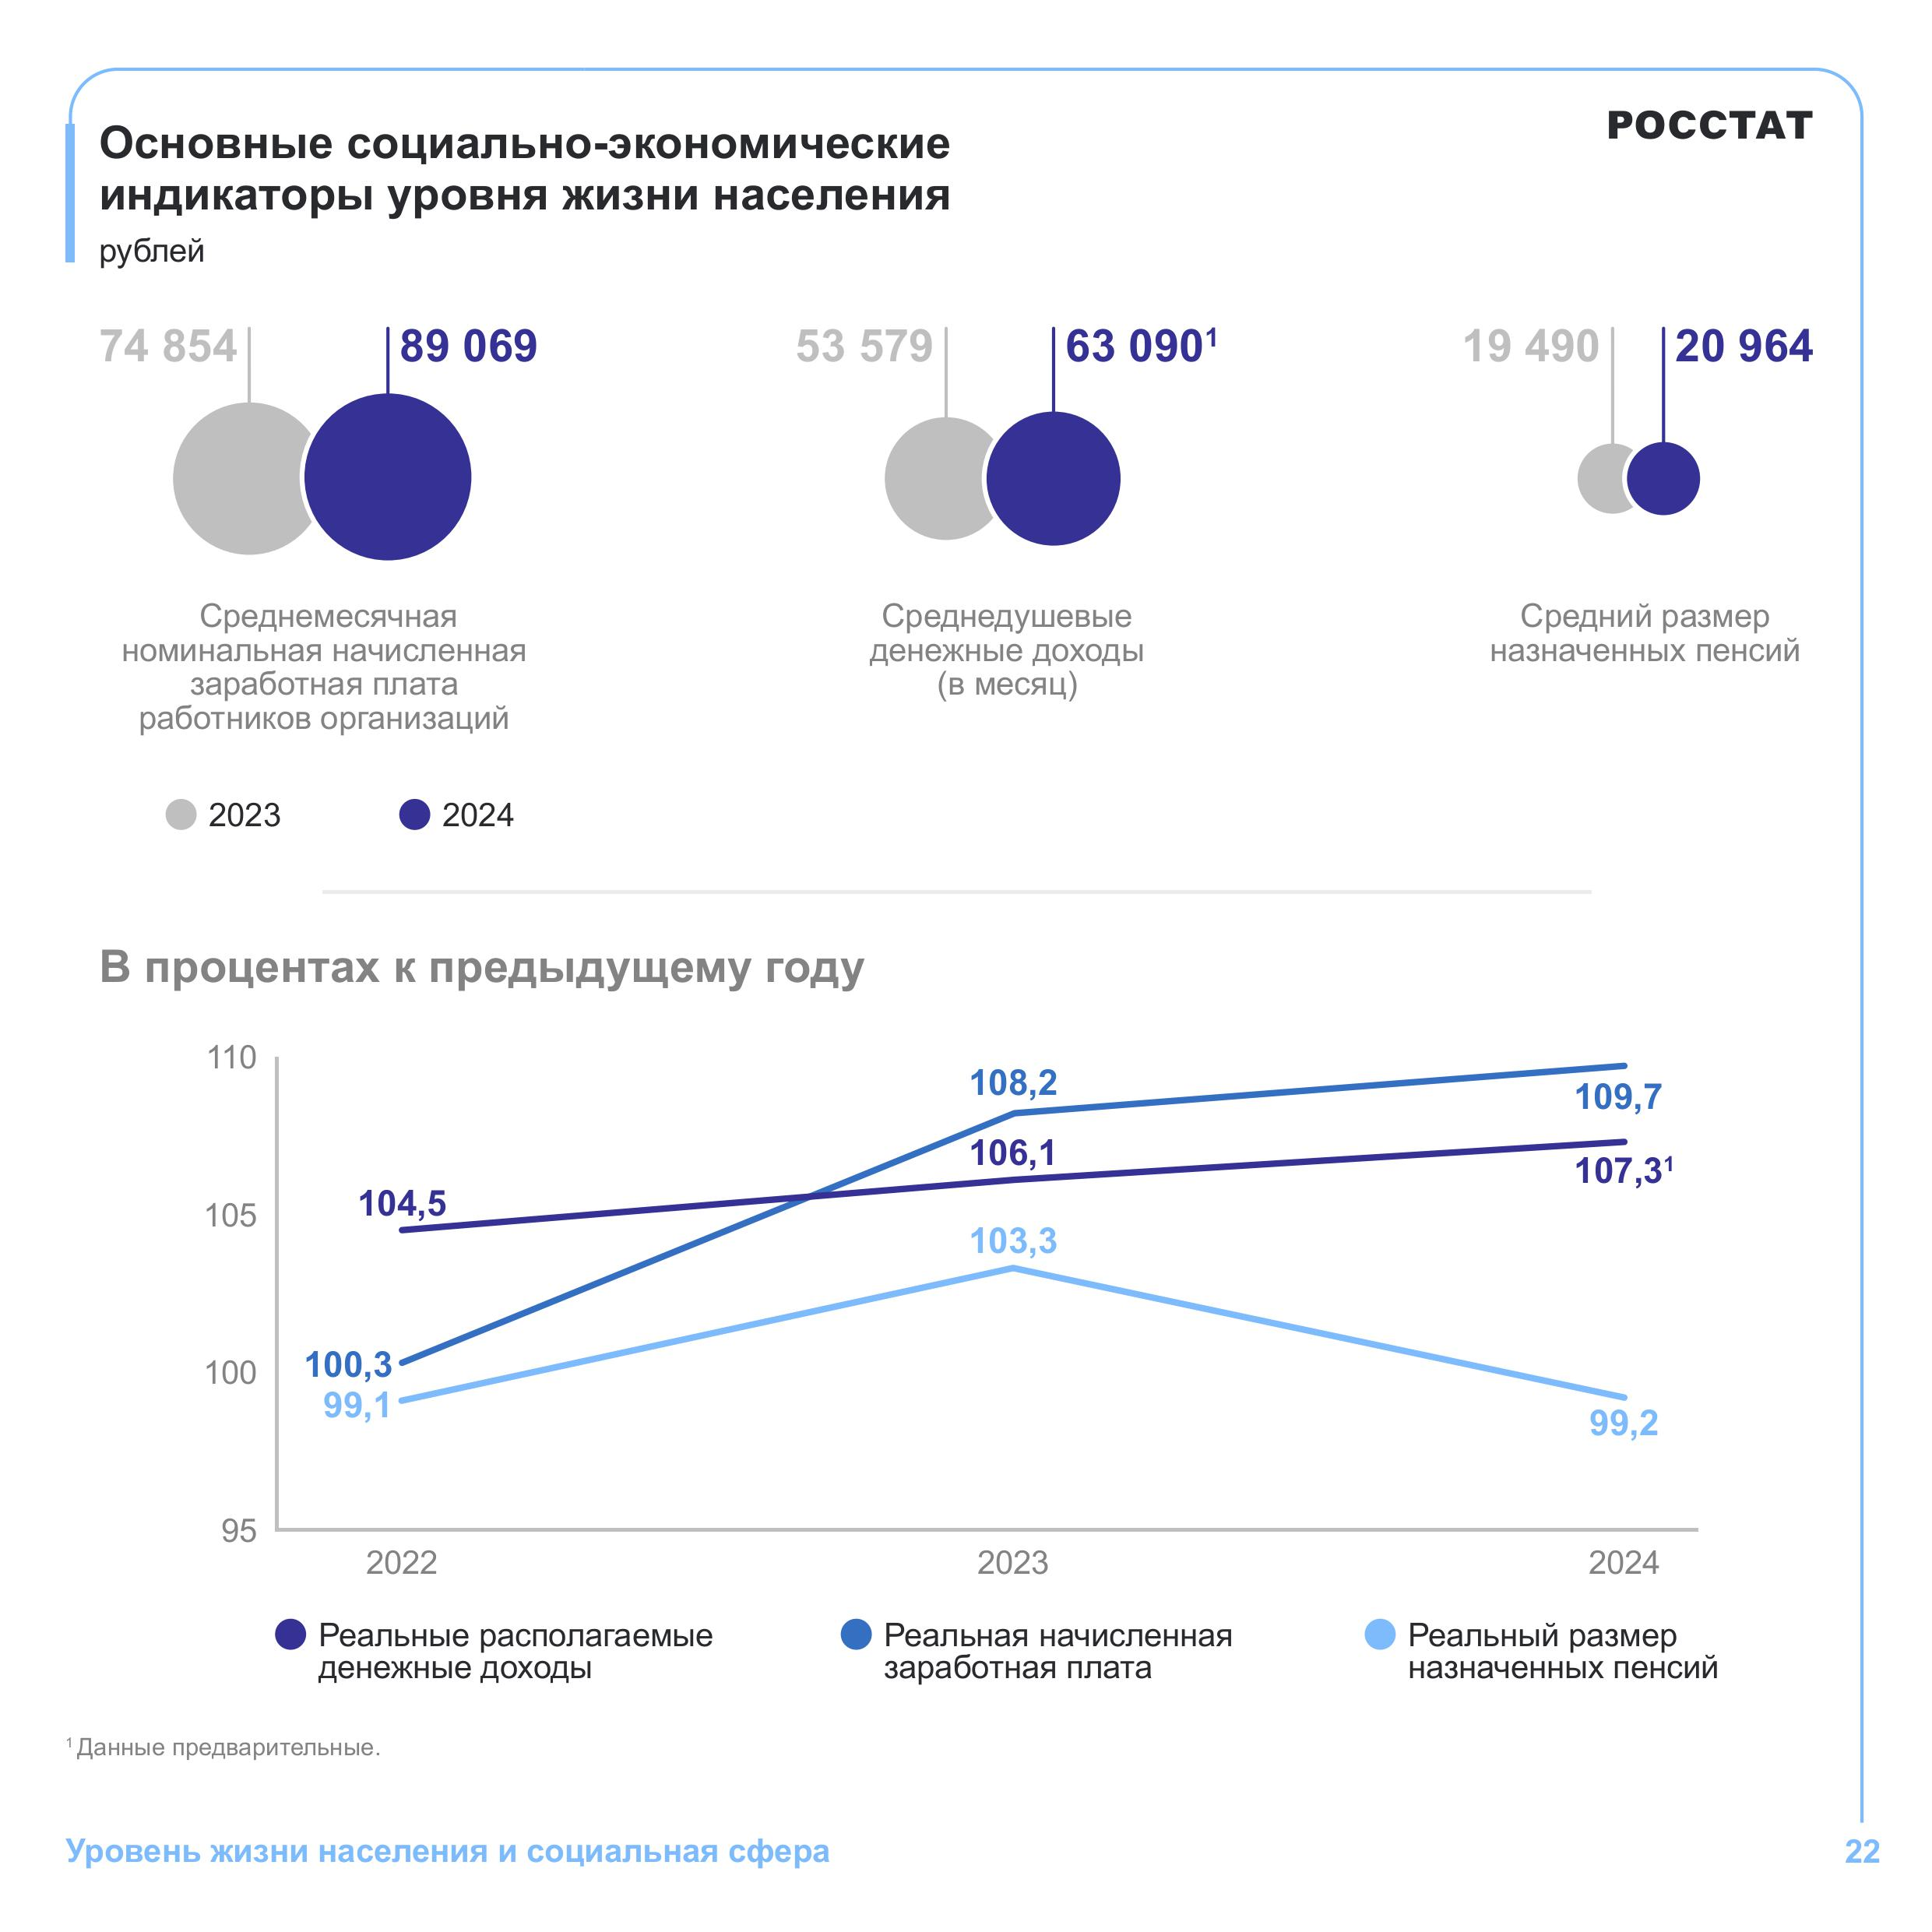 РОССТАТ
Основные социально-экономические
индикаторы уровня жизни населения
рублей
74 854
89 069
53 579
63 090¹
19 490
20 964
Среднемесячная
номинальная начисленная
заработная плата
работников организаций
Среднедушевые
денежные доходы
(в месяц)
Средний размер
назначенных пенсий
2023
2024
В процентах к предыдущему году
110
105
100
95
104,5
100,3
99,1
108,2
106,1
103,3
109,7
107,3¹
99,2
2022
2023
2024
Реальные располагаемые
денежные доходы
Реальная начисленная
заработная плата
Реальный размер
назначенных пенсий
¹ Данные предварительные.
Уровень жизни населения и социальная сфера
22